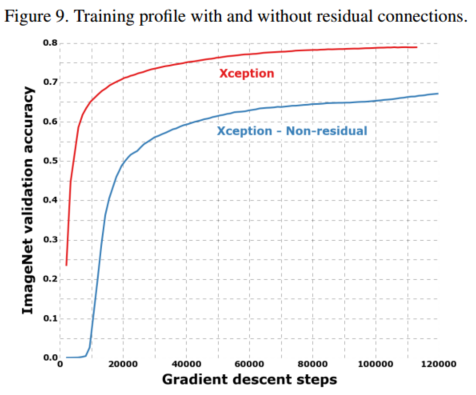 Figure 9. Training profile with and without residual connections.
0.8
Xception
0.7
0.6
Xception - Non-residual
0.5
0.4
0.3
0.2
0.1
0.0
ImageNet validation accuracy
0 20000 40000 60000 80000 100000 120000
Gradient descent steps